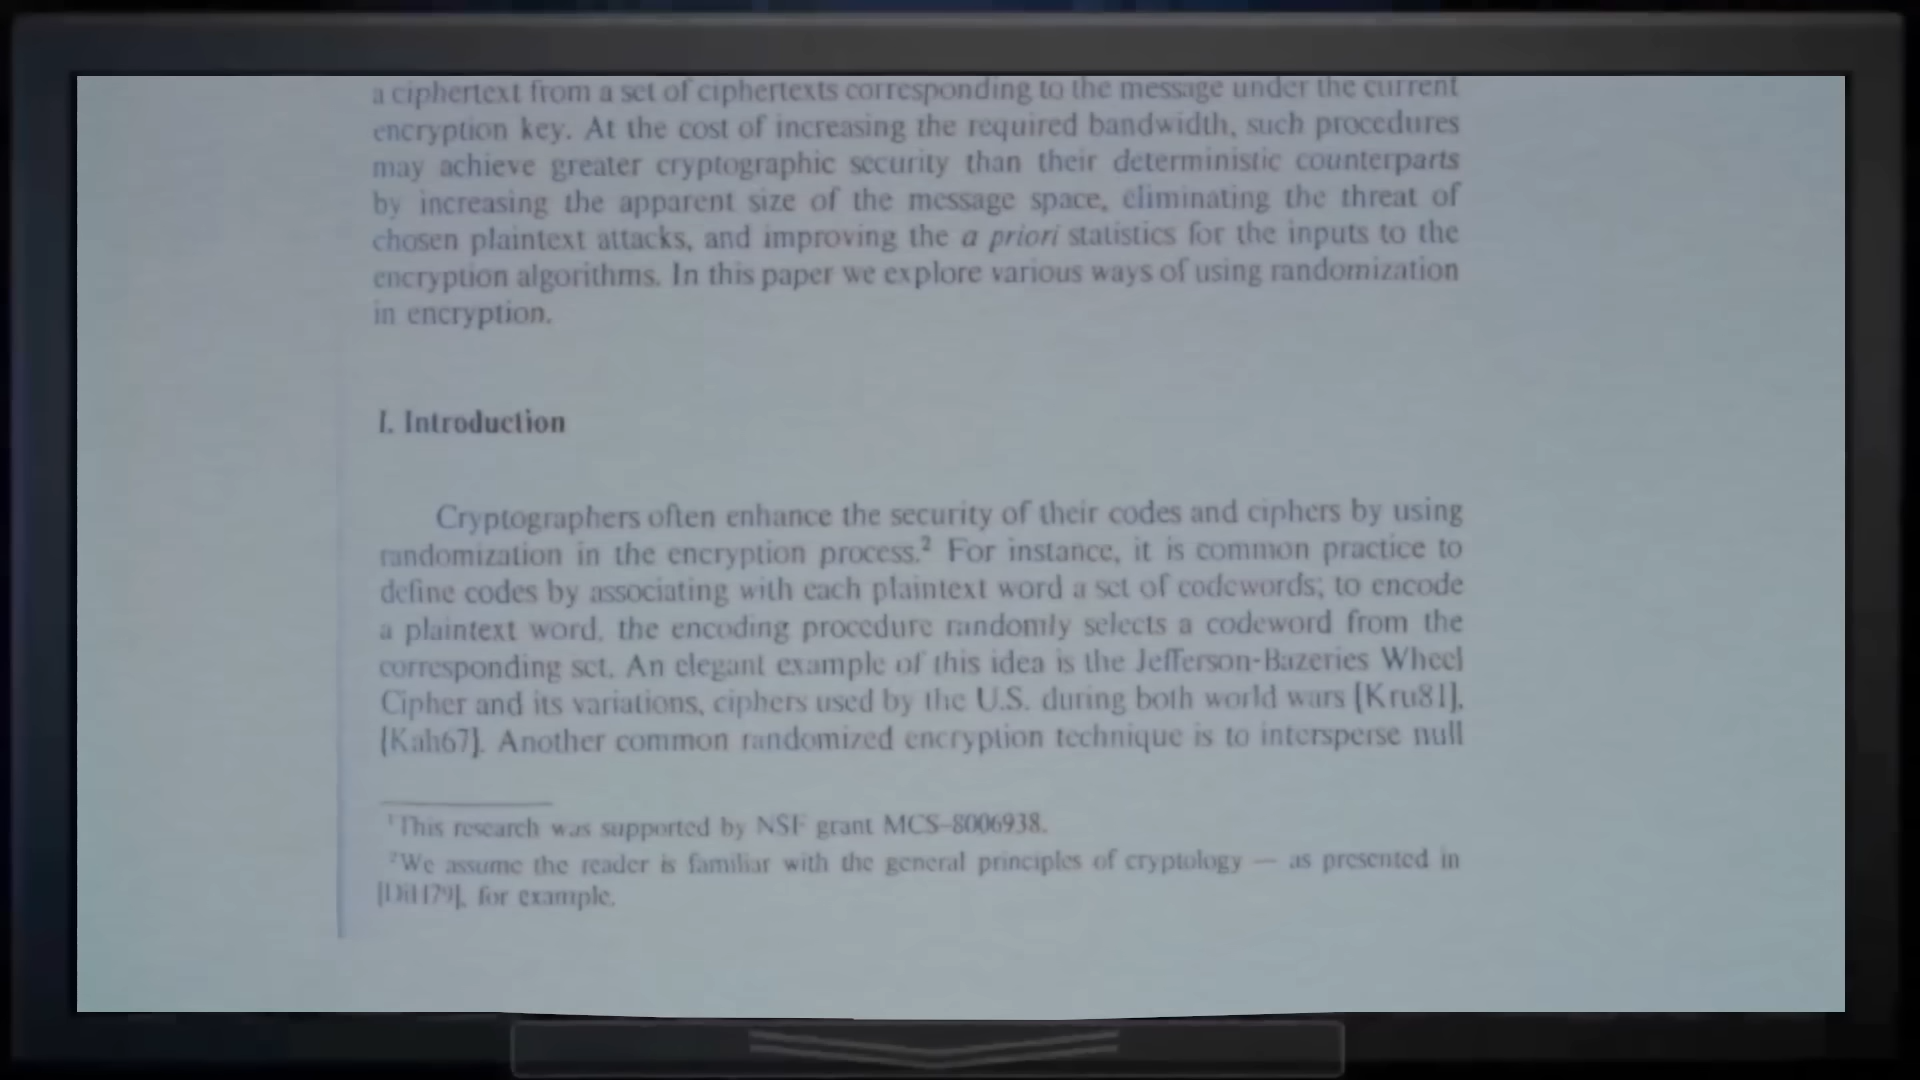 a ciphertext from a set of ciphertexts corresponding to the message under the current
encryption key. At the cost of increasing the required bandwidth, such procedures
may achieve greater cryptographic security than their deterministic counterparts
by increasing the apparent size of the message space, eliminating the threat of
chosen plaintext attacks, and improving the a priori statistics for the inputs to the
encryption algorithms. In this paper we explore various ways of using randomization
in encryption.
I. Introduction
Cryptographers often enhance the security of their codes and ciphers by using
randomization in the encryption process.² For instance, it is common practice to
define codes by associating with each plaintext word a set of codewords; to encode
a plaintext word, the encoding procedure randomly selects a codeword from the
corresponding set. An elegant example of this idea is the Jefferson-Bazeries Wheel
Cipher and its variations, ciphers used by the U.S. during both world wars [Kru81],
[Kah67]. Another common randomized encryption technique is to intersperse null
¹This research was supported by NSF grant MCS–8006938.
²We assume the reader is familiar with the general principles of cryptology — as presented in
[DiH79], for example.